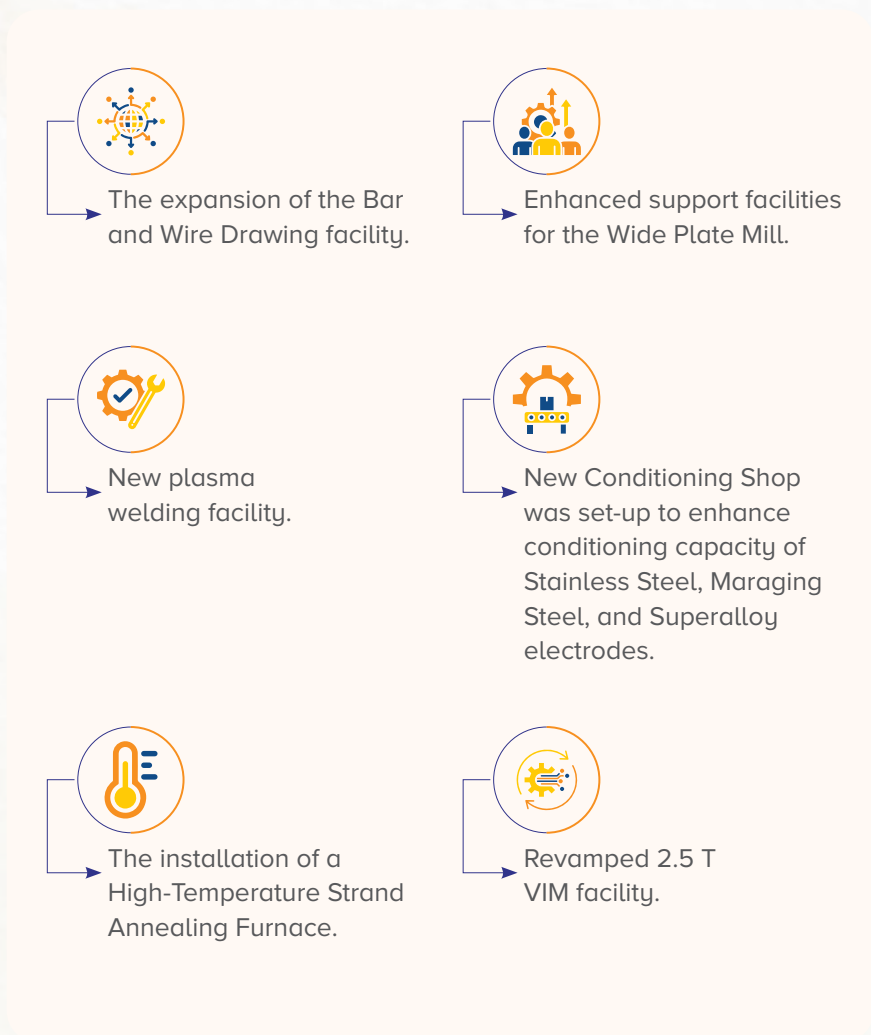 The expansion of the Bar
and Wire Drawing facility.
Enhanced support facilities
for the Wide Plate Mill.
New plasma
welding facility.
New Conditioning Shop
was set-up to enhance
conditioning capacity of
Stainless Steel, Maraging
Steel, and Superalloy
electrodes.
The installation of a
High-Temperature Strand
Annealing Furnace.
Revamped 2.5 T
VIM facility.